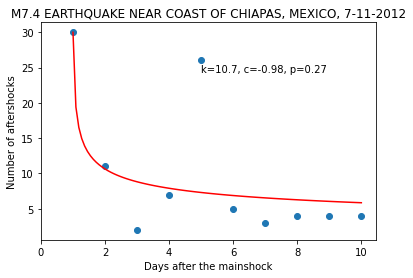 M7.4 EARTHQUAKE NEAR COAST OF CHIAPAS, MEXICO, 7-11-2012
30
25
k=10.7, c=-0.98, p=0.27
20
15
10
5
Number of aftershocks
0 2 4 6 8 10
Days after the mainshock